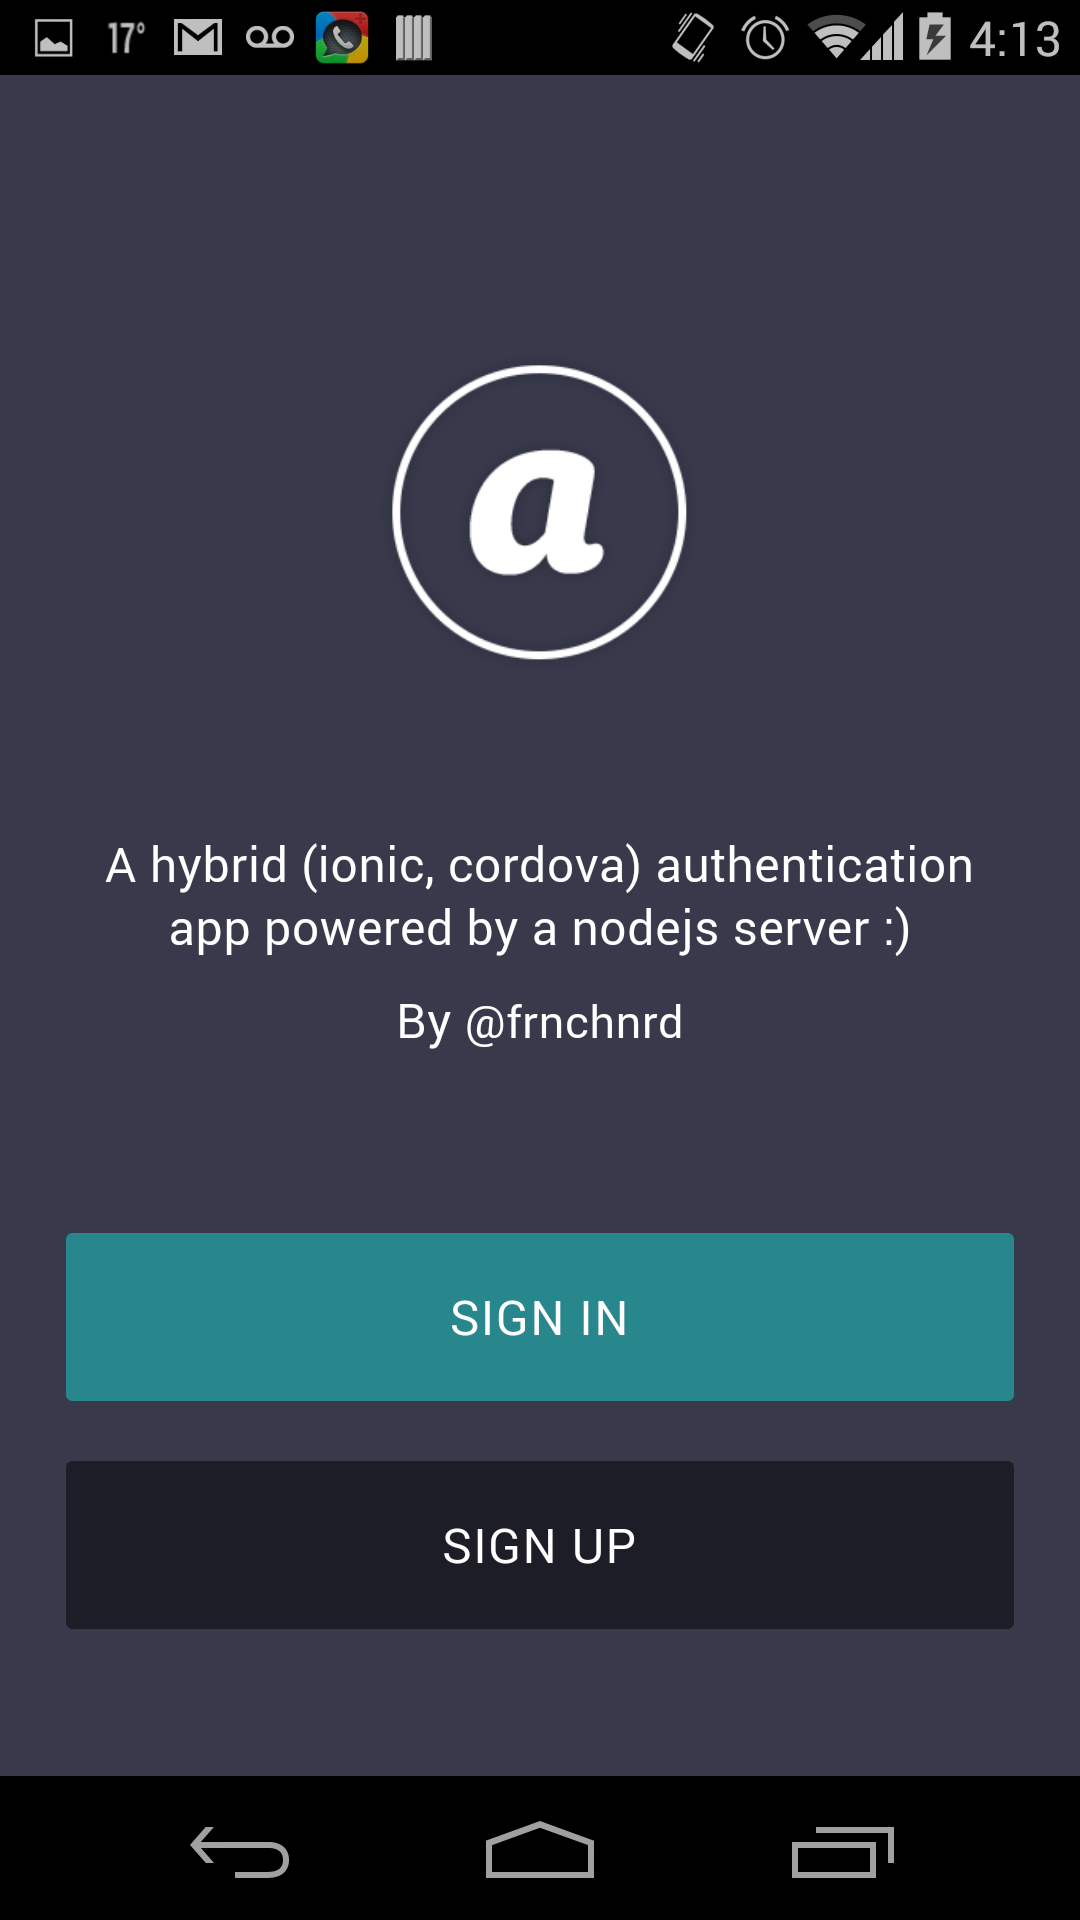 17° 4:13
a
A hybrid (ionic, cordova) authentication
app powered by a nodejs server :)
By @frnchnrd
SIGN IN
SIGN UP